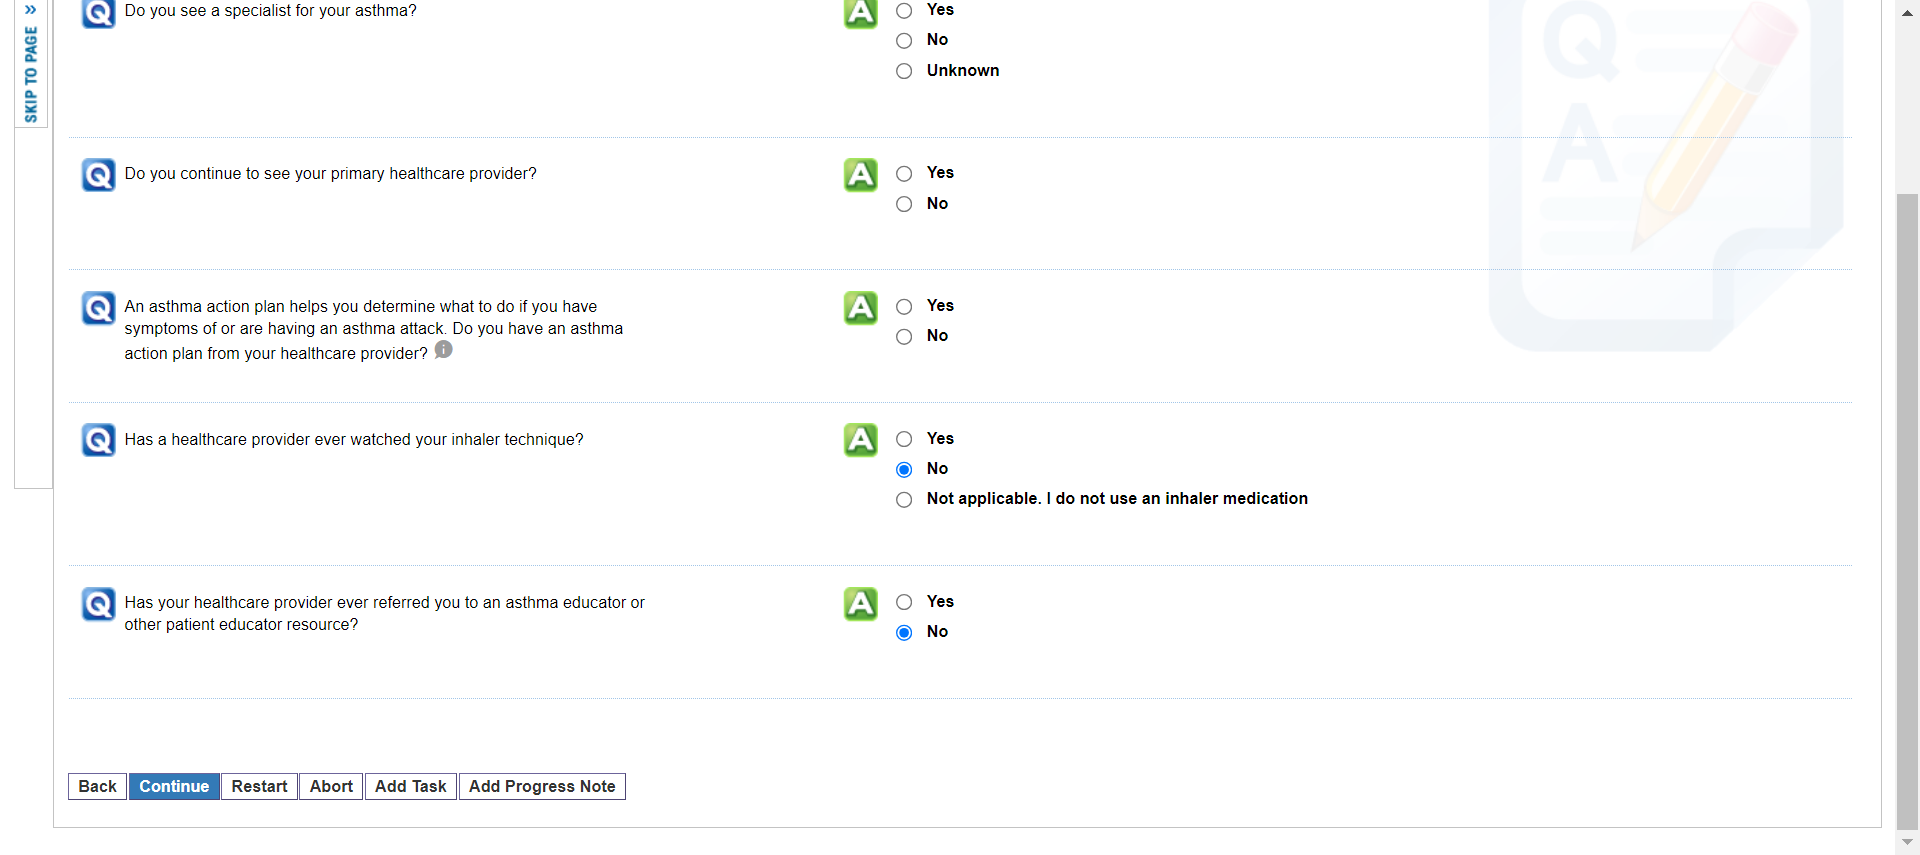 »
SKIP TO PAGE
Q Do you see a specialist for your asthma?
A Yes
No
Unknown
Q Do you continue to see your primary healthcare provider?
A Yes
No
Q An asthma action plan helps you determine what to do if you have
symptoms of or are having an asthma attack. Do you have an asthma
action plan from your healthcare provider? i
A Yes
No
Q Has a healthcare provider ever watched your inhaler technique?
A Yes
No
Not applicable. I do not use an inhaler medication
Q Has your healthcare provider ever referred you to an asthma educator or
other patient educator resource?
A Yes
No
Q
A
Back Continue Restart Abort Add Task Add Progress Note